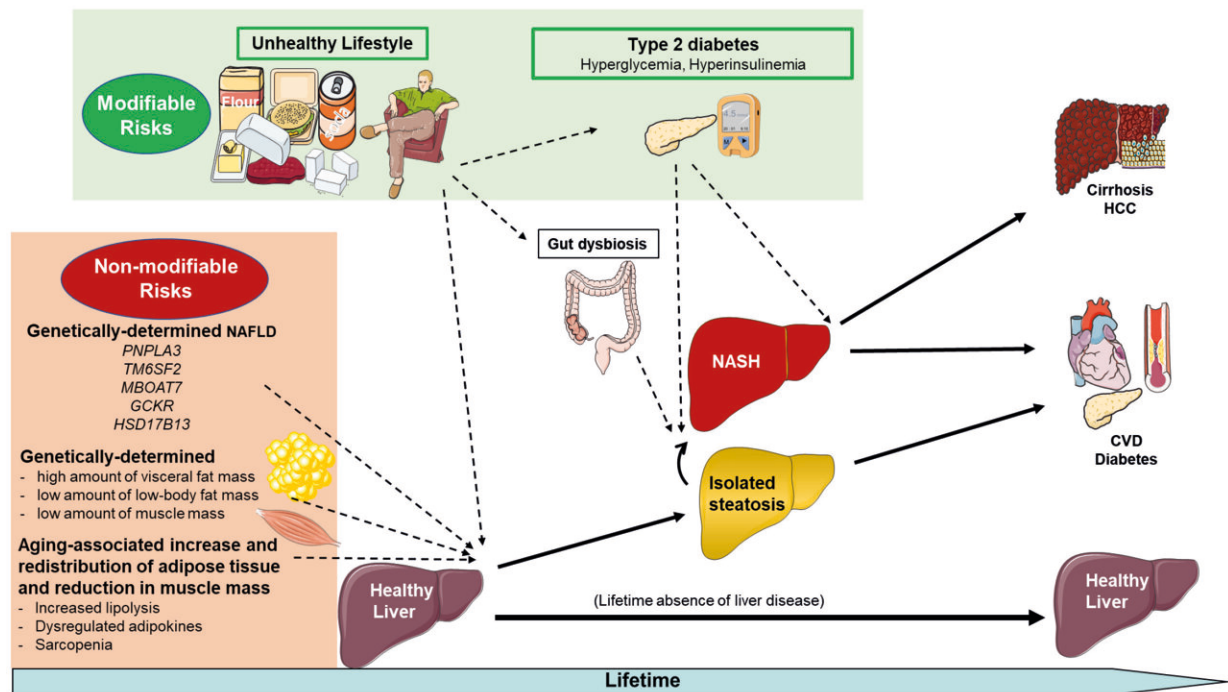 Unhealthy Lifestyle
Type 2 diabetes
Hyperglycemia, Hyperinsulinemia
Modifiable
Risks
Flour
Soda
4.5
M
Cirrhosis
HCC
Gut dysbiosis
Non-modifiable
Risks
Genetically-determined NAFLD
PNPLA3
TM6SF2
MBOAT7
GCKR
HSD17B13
NASH
CVD
Diabetes
Genetically-determined
- high amount of visceral fat mass
- low amount of low-body fat mass
- low amount of muscle mass
Isolated
steatosis
Aging-associated increase and
redistribution of adipose tissue
and reduction in muscle mass
- Increased lipolysis
- Dysregulated adipokines
- Sarcopenia
Healthy
Liver
(Lifetime absence of liver disease)
Healthy
Liver
Lifetime